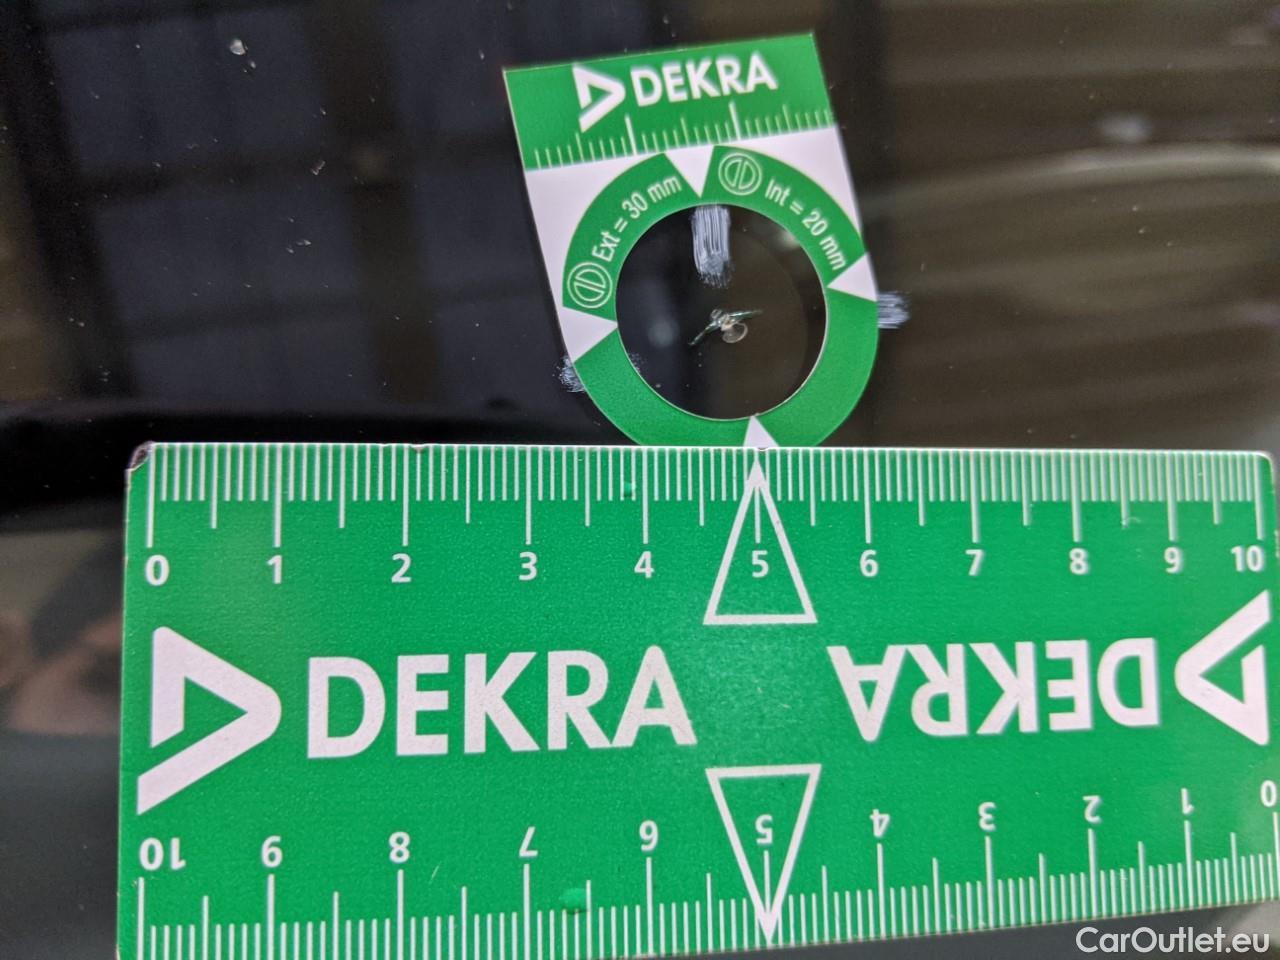 DEKRA
Ext = 30 mm
Int = 20 mm
0 1 2 3 4 5 6 7 8 9 10
DEKRA
DEKRA
10 9 8 7 6 5 4 3 2 1 0
CarOutlet.eu